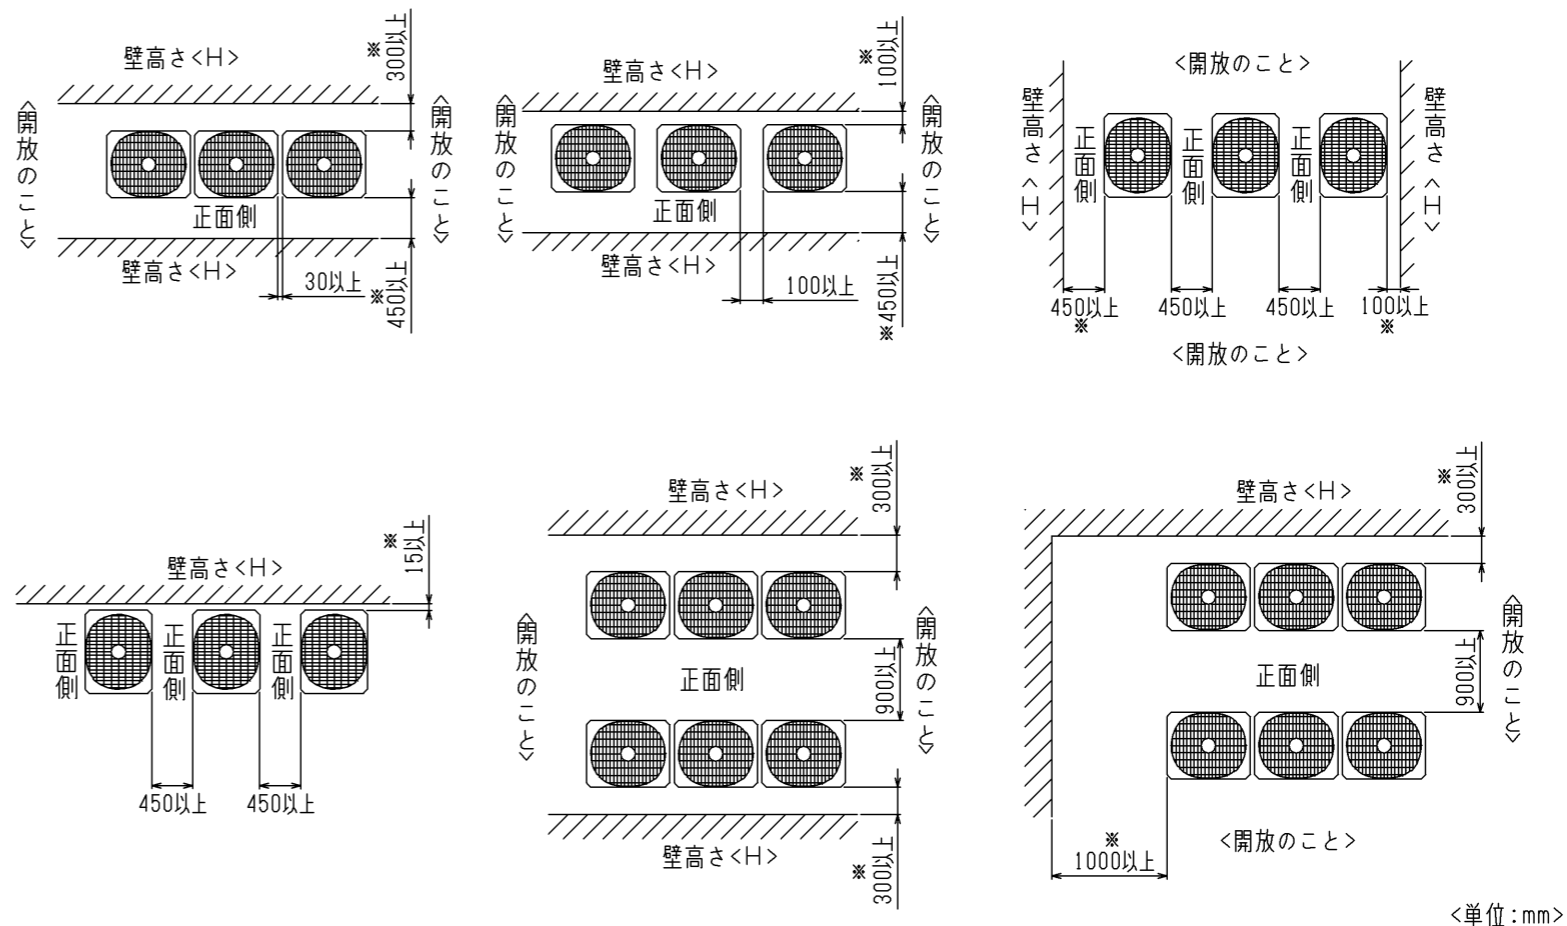 壁高さ<H>
※
300以上
<開放のこと>
<開放のこと>
正面側
壁高さ<H>
30以上
※
450以上
壁高さ<H>
※
100以上
<開放のこと>
<開放のこと>
正面側
壁高さ<H>
100以上
※450以上
<開放のこと>
壁高さ<H>
正面側
正面側
正面側
壁高さ<H>
450以上
※
450以上
450以上
100以上
※
<開放のこと>
壁高さ<H>
※
15以上
正面側
正面側
正面側
450以上
450以上
壁高さ<H>
※
300以上
<開放のこと>
正面側
900以上
<開放のこと>
壁高さ<H>
※
300以上
壁高さ<H>
※
300以上
正面側
900以上
<開放のこと>
※
1000以上
<開放のこと>
<単位:mm>